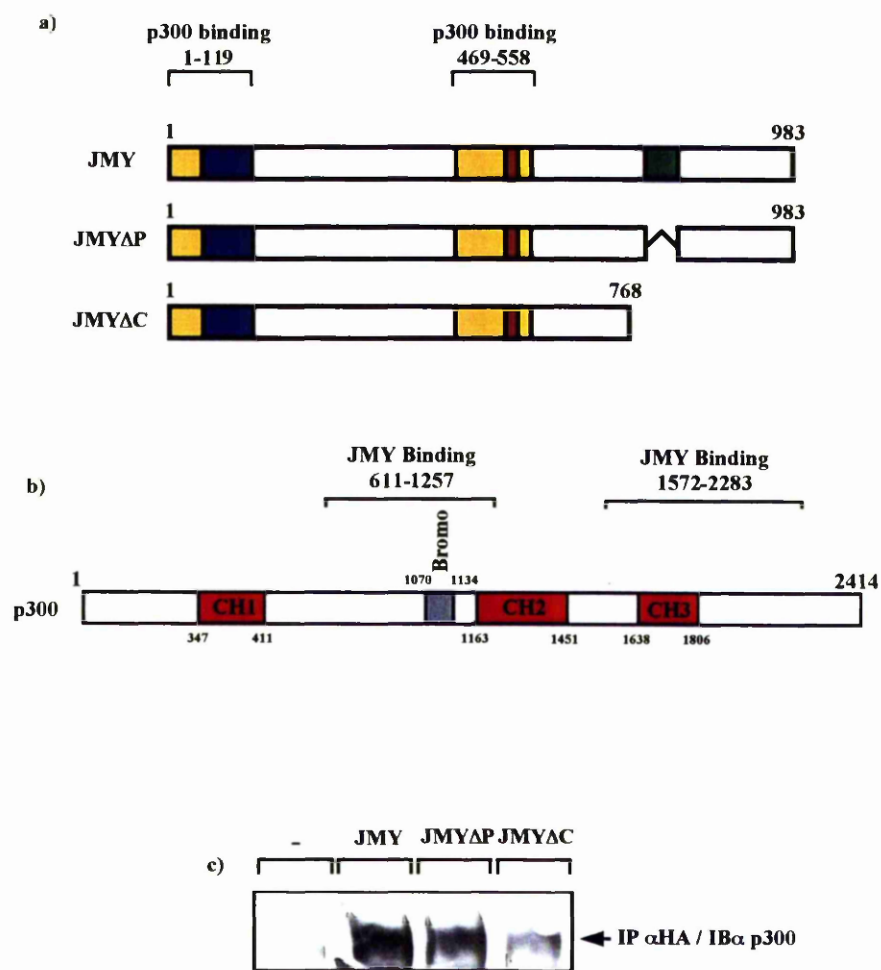 a)
p300 binding
1-119
p300 binding
469-558
1
983
JMY
1
983
JMYΔP
1
768
JMYΔC
b)
JMY Binding
611-1257
JMY Binding
1572-2283
Bromo
1
1070
1134
2414
p300
CH1
CH2
CH3
347
411
1163
1451
1638
1806
c)
-
JMY
JMYΔP
JMYΔC
IP αHA / IBα p300